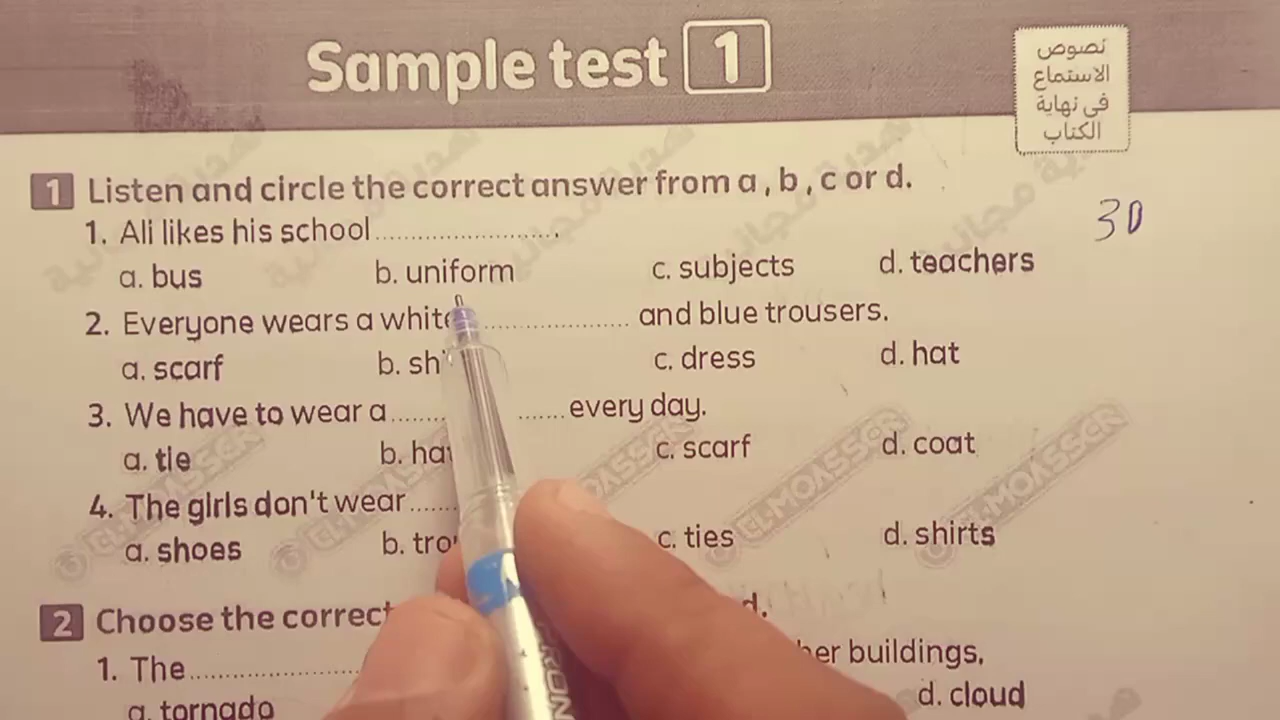 Sample test 1
نصوص
الاستماع
فى نهاية
الكتاب
1 Listen and circle the correct answer from a , b , c or d.
30
1. Ali likes his school .......................... .
a. bus b. uniform c. subjects d. teachers
2. Everyone wears a white .................... and blue trousers.
a. scarf b. c. dress d. hat
3. We have to wear a ............ every day.
a. tie b. c. scarf d. coat
4. The girls don't wear ......
a. shoes b. c. ties d. shirts
2 Choose the correct d.
1. The ........................ buildings,
a. tornado d. cloud